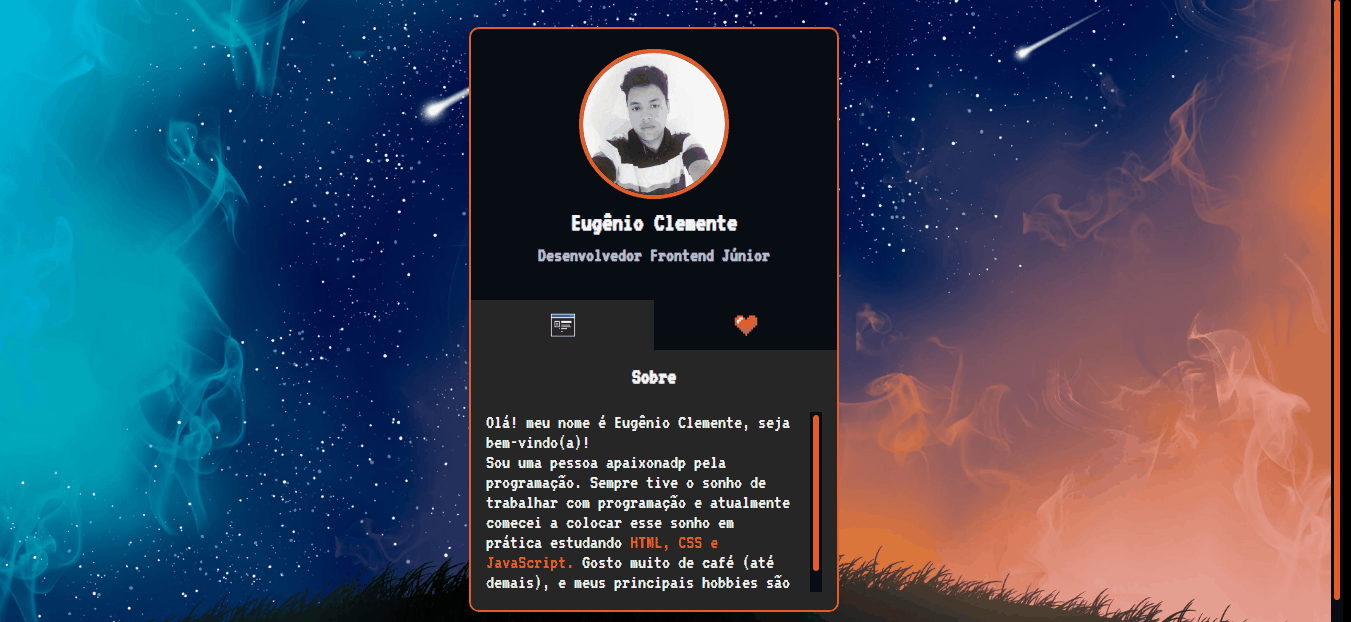 Eugênio Clemente
Desenvolvedor Frontend Júnior
Sobre
Olá! meu nome é Eugênio Clemente, seja
bem-vindo(a)!
Sou uma pessoa apaixonadp pela
programação. Sempre tive o sonho de
trabalhar com programação e atualmente
comecei a colocar esse sonho em
prática estudando HTML, CSS e
JavaScript. Gosto muito de café (até
demais), e meus principais hobbies são